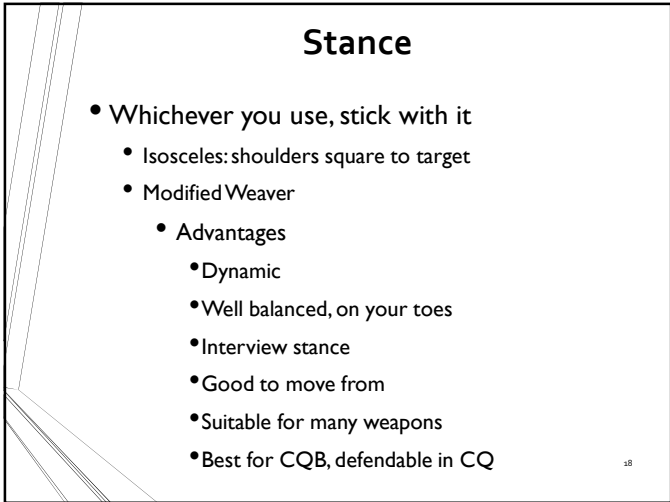 Stance
• Whichever you use, stick with it
• Isosceles: shoulders square to target
• Modified Weaver
• Advantages
• Dynamic
• Well balanced, on your toes
• Interview stance
• Good to move from
• Suitable for many weapons
• Best for CQB, defendable in CQ
18